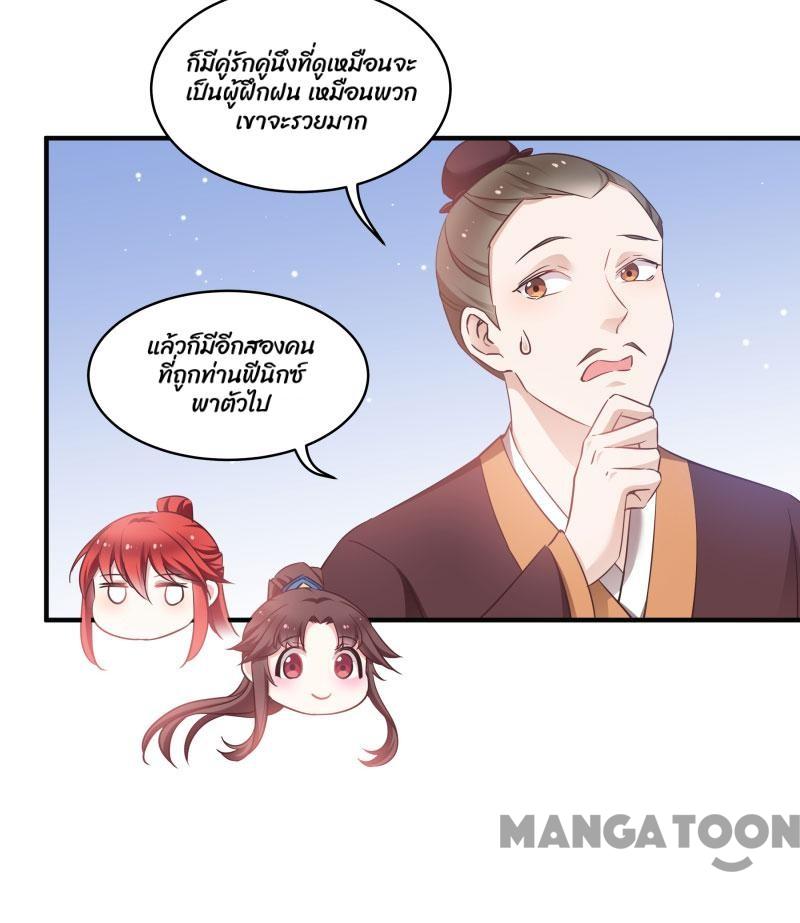 ก็มีคู่รักคู่นึงที่ดูเหมือนจะ
เป็นผู้ฝึกฝน เหมือนพวก
เขาจะรวยมาก
แล้วก็มีอีกสองคน
ที่ถูกท่านฟีนิกซ์
พาตัวไป
MANGATOON